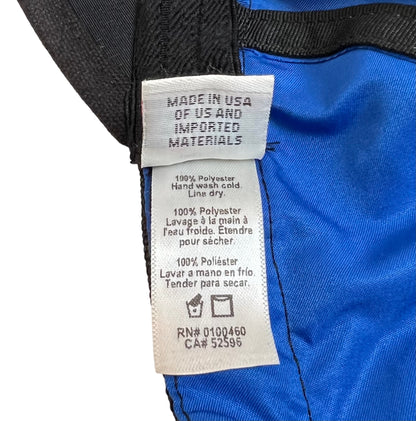 MADE IN USA
OF US AND
IMPORTED
MATERIALS
100% Polyester
Hand wash cold.
Line dry.
100% Polyester
Lavage à la main à
l'eau froide. Étendre
pour sécher.
100% Poliéster
Lavar a mano en frío.
Tender para secar.
RN# 0100460
CA# 52596